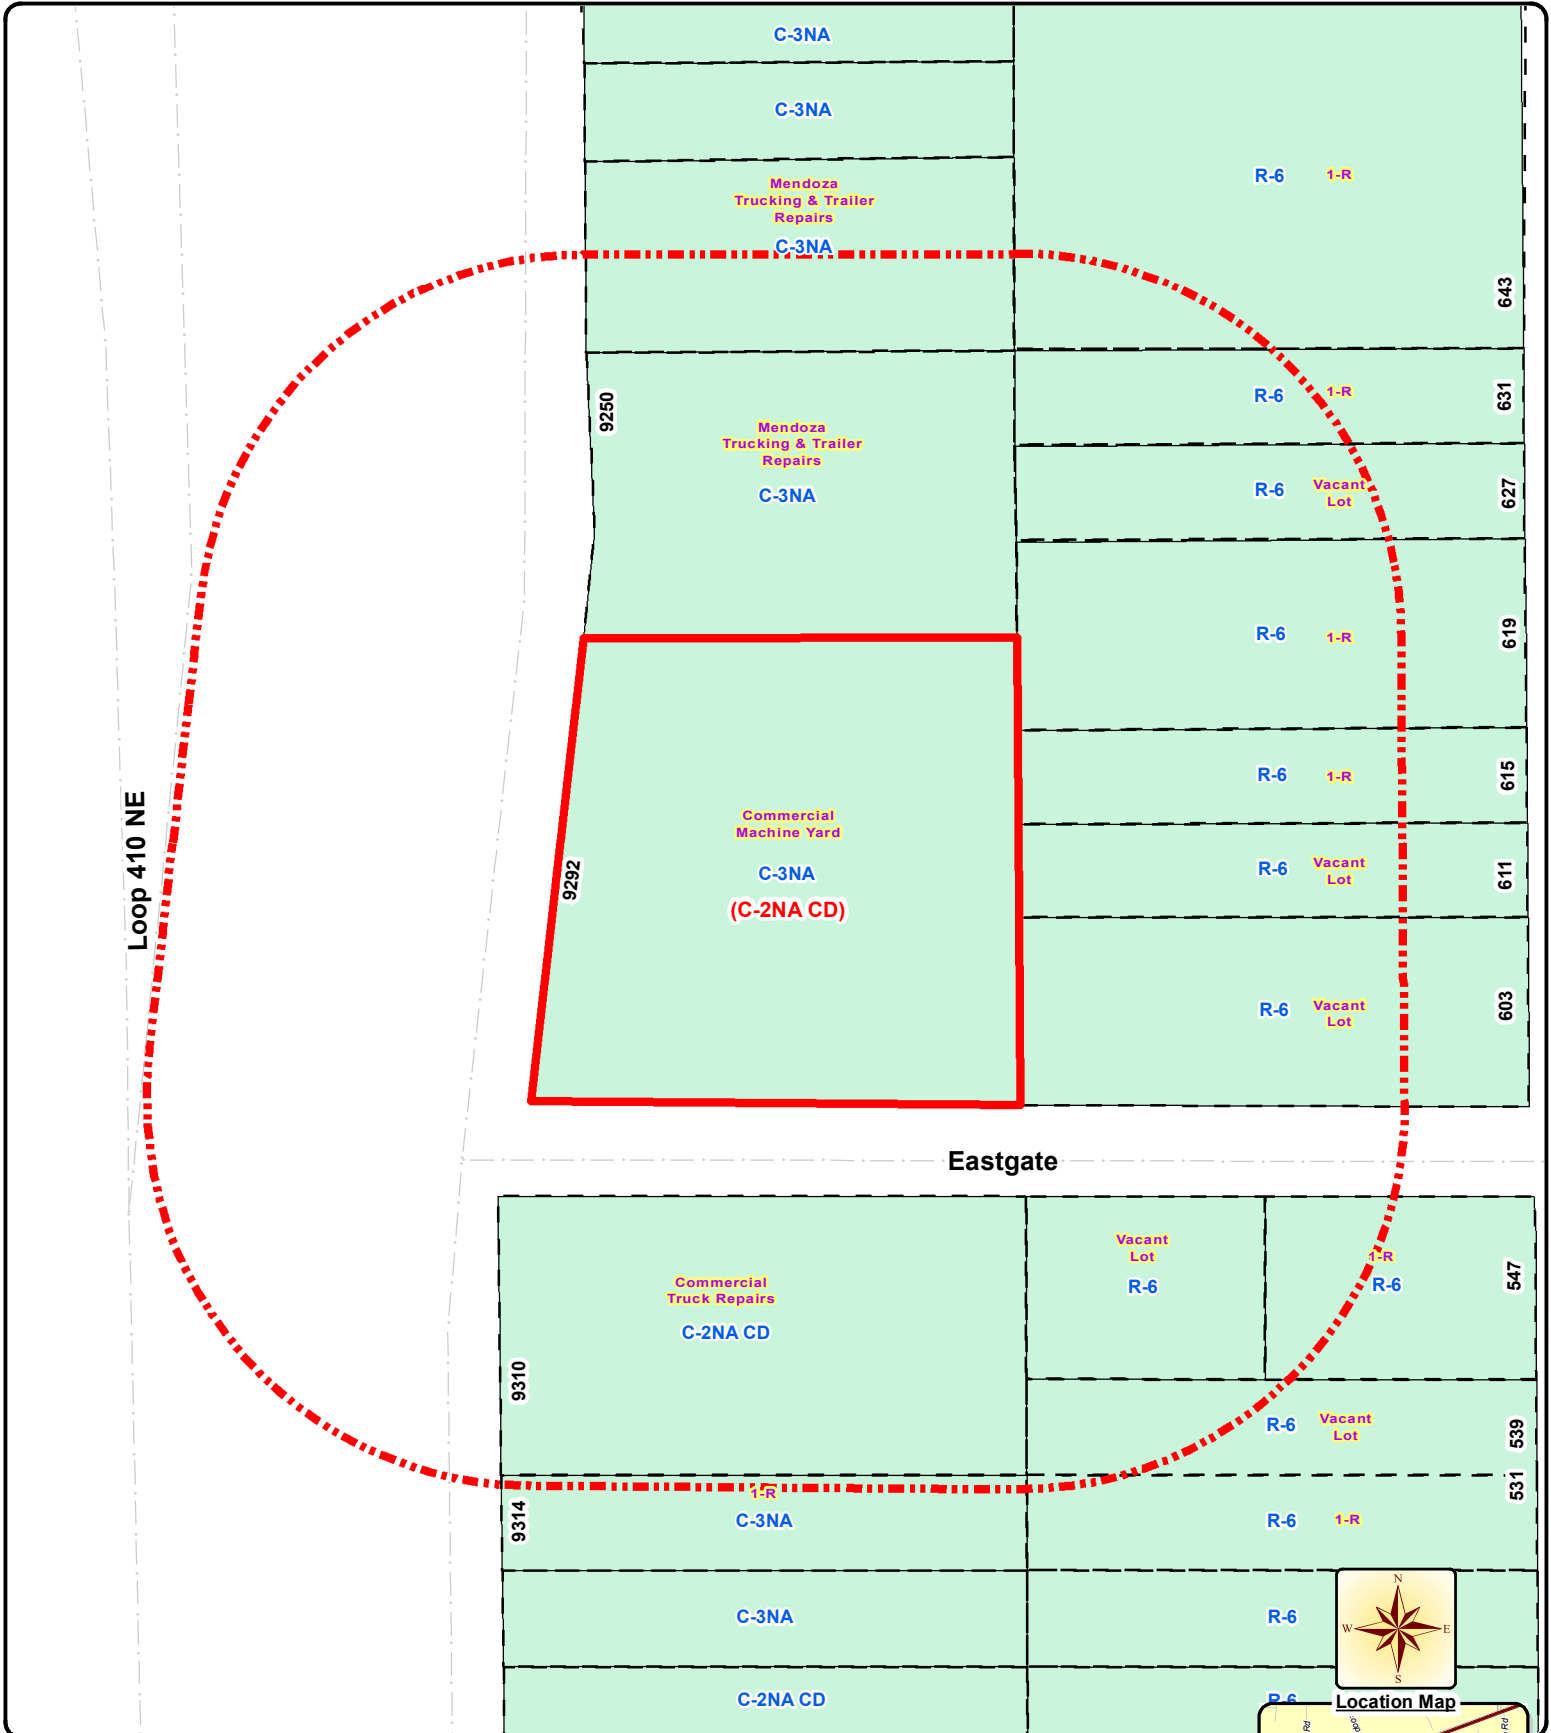 C-3NA
C-3NA
Mendoza
Trucking & Trailer
Repairs
C-3NA
R-6 1-R
643
9250
Mendoza
Trucking & Trailer
Repairs
C-3NA
R-6 1-R
631
R-6 Vacant
Lot
627
R-6 1-R
619
R-6 1-R
615
Loop 410 NE
9292
Commercial
Machine Yard
C-3NA
(C-2NA CD)
R-6 Vacant
Lot
611
R-6 Vacant
Lot
603
Eastgate
Commercial
Truck Repairs
C-2NA CD
9310
Vacant
Lot
R-6
1-R
R-6
547
R-6 Vacant
Lot
539
531
1-R
C-3NA
9314
R-6 1-R
C-3NA
R-6
N
W E
S
C-2NA CD
R-6
Location Map
Rd
Rd